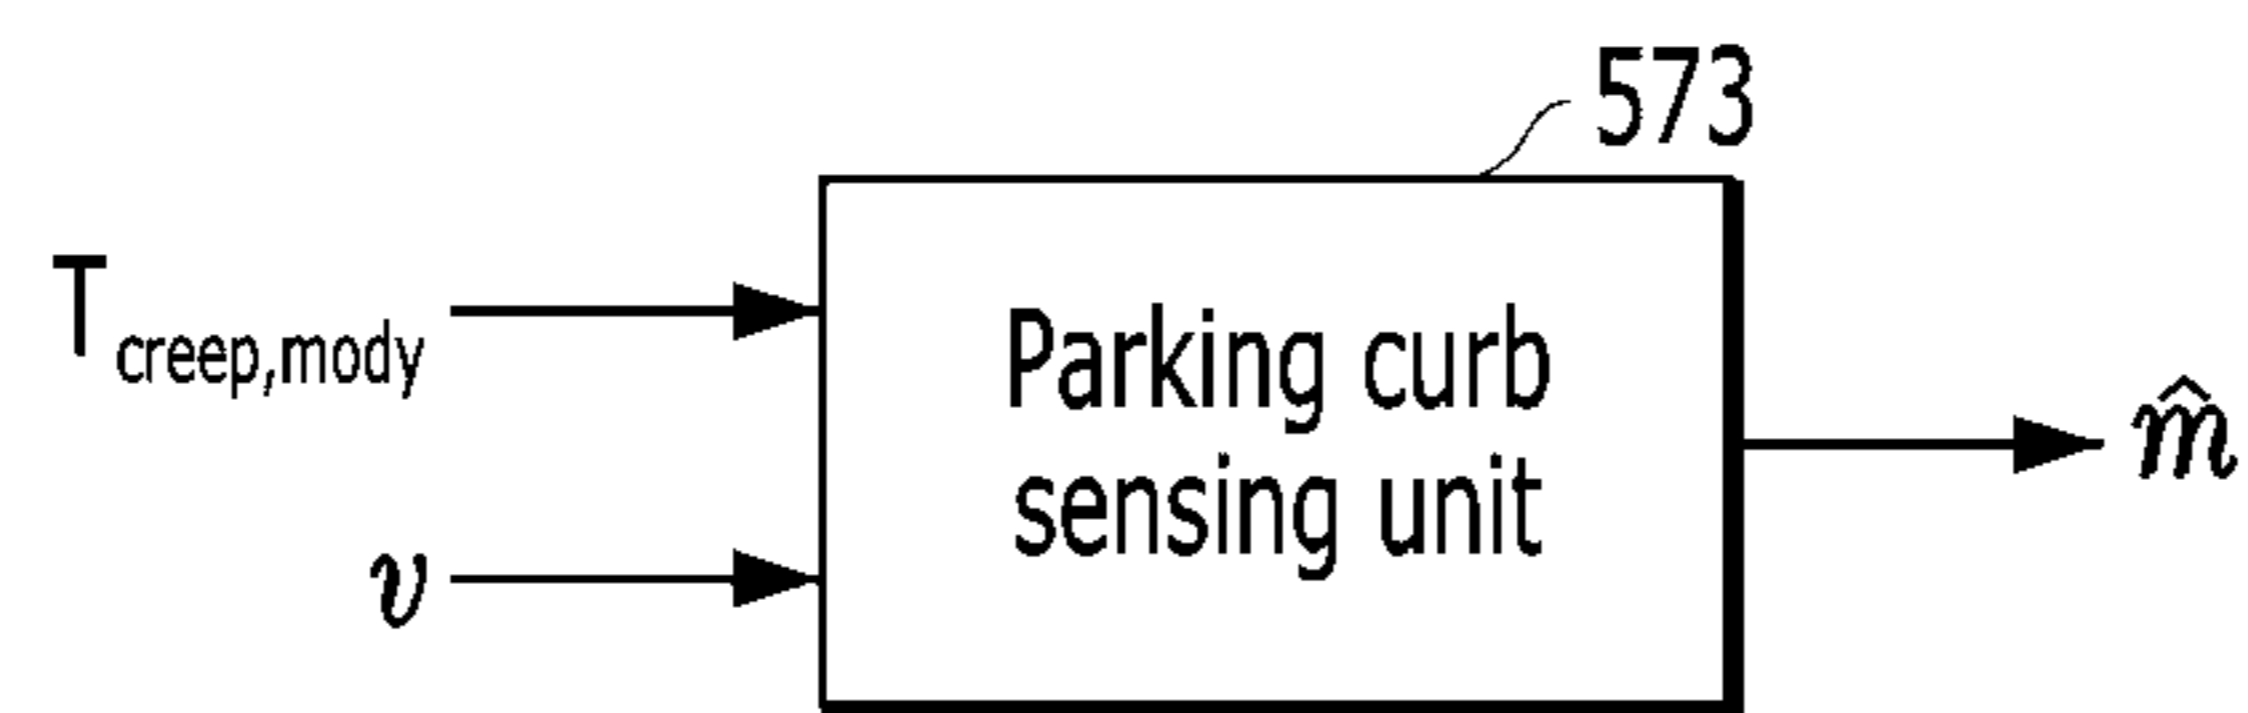 573
T creep,mody
Parking curb
sensing unit
m̂
v